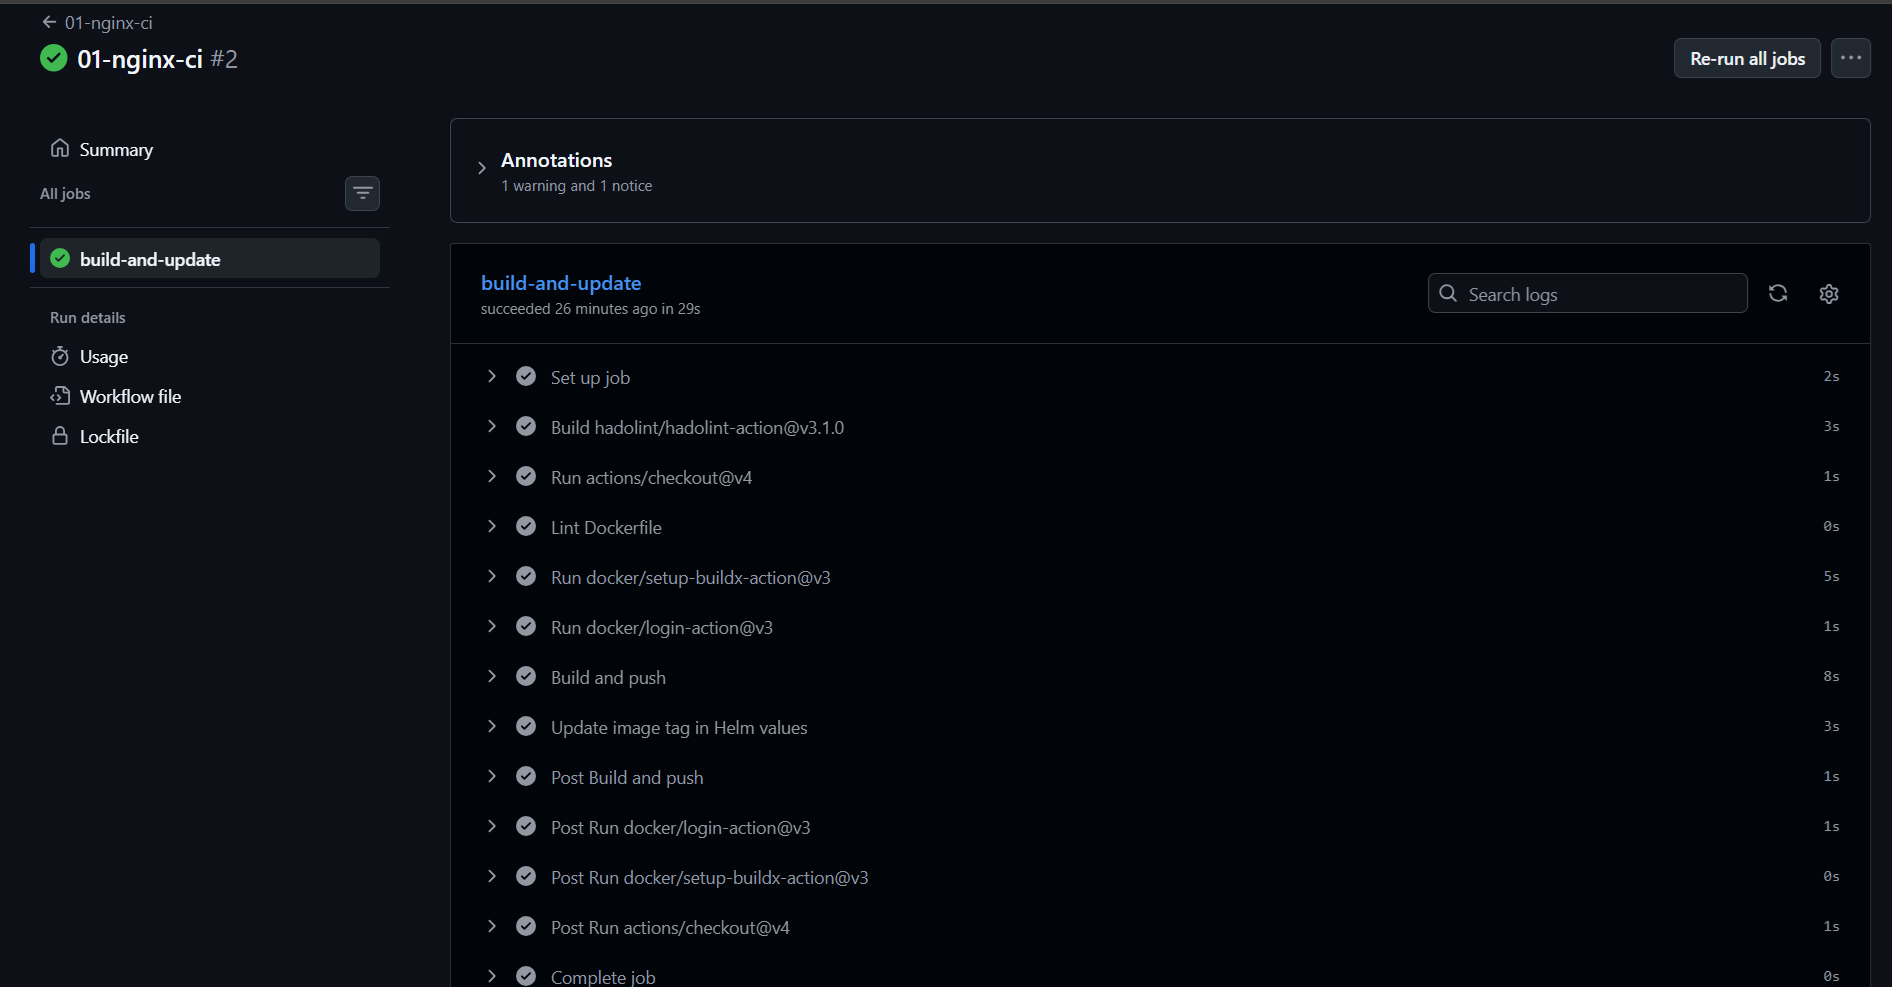 01-nginx-ci
01-nginx-ci #2
Re-run all jobs
Summary
All jobs
build-and-update
Run details
Usage
Workflow file
Lockfile
Annotations
1 warning and 1 notice
build-and-update
succeeded 26 minutes ago in 29s
Search logs
Set up job 2s
Build hadolint/hadolint-action@v3.1.0 3s
Run actions/checkout@v4 1s
Lint Dockerfile 0s
Run docker/setup-buildx-action@v3 5s
Run docker/login-action@v3 1s
Build and push 8s
Update image tag in Helm values 3s
Post Build and push 1s
Post Run docker/login-action@v3 1s
Post Run docker/setup-buildx-action@v3 0s
Post Run actions/checkout@v4 1s
Complete job 0s